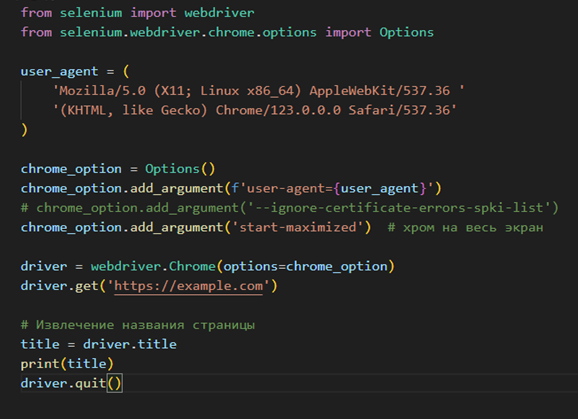 from selenium import webdriver
from selenium.webdriver.chrome.options import Options
user_agent = (
'Mozilla/5.0 (X11; Linux x86_64) AppleWebKit/537.36 '
'(KHTML, like Gecko) Chrome/123.0.0.0 Safari/537.36'
)
chrome_option = Options()
chrome_option.add_argument(f'user-agent={user_agent}')
# chrome_option.add_argument('--ignore-certificate-errors-spki-list')
chrome_option.add_argument('start-maximized')  # хром на весь экран
driver = webdriver.Chrome(options=chrome_option)
driver.get('https://example.com')
# Извлечение названия страницы
title = driver.title
print(title)
driver.quit()